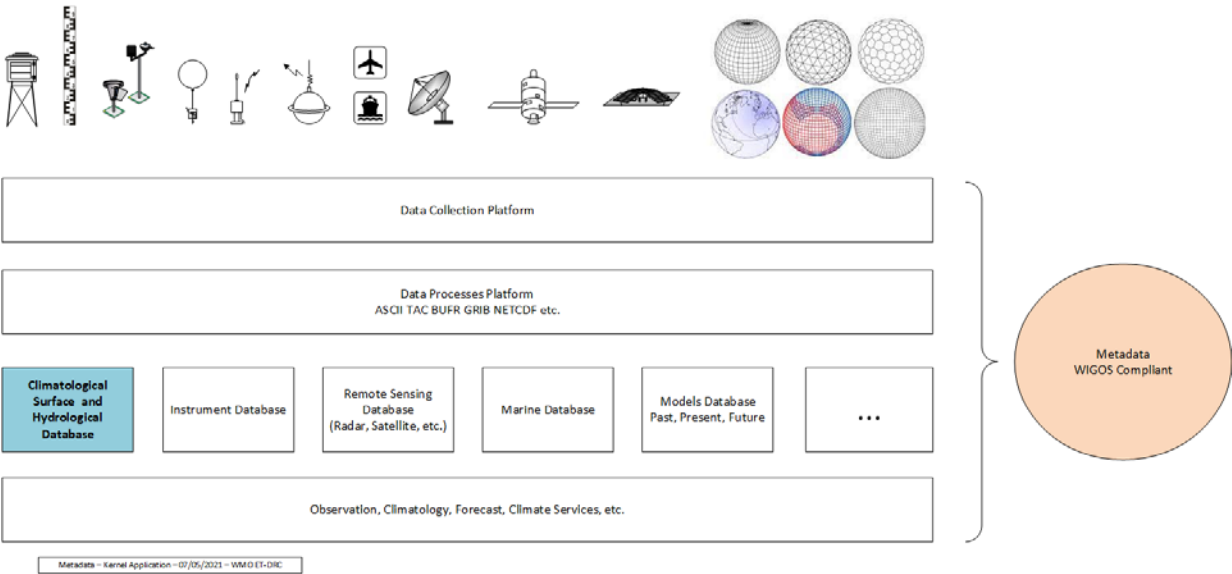 Data Collection Platform
Data Processes Platform
ASCII TAC BUFR GRIB NETCDF etc.
Climatological
Surface and
Hydrological
Database
Instrument Database
Remote Sensing
Database
(Radar, Satellite, etc.)
Marine Database
Models Database
Past, Present, Future
...
Observation, Climatology, Forecast, Climate Services, etc.
Metadata
WIGOS Compliant
Metadata – Kernel Application – 07/05/2021 – WMO ET-DRC